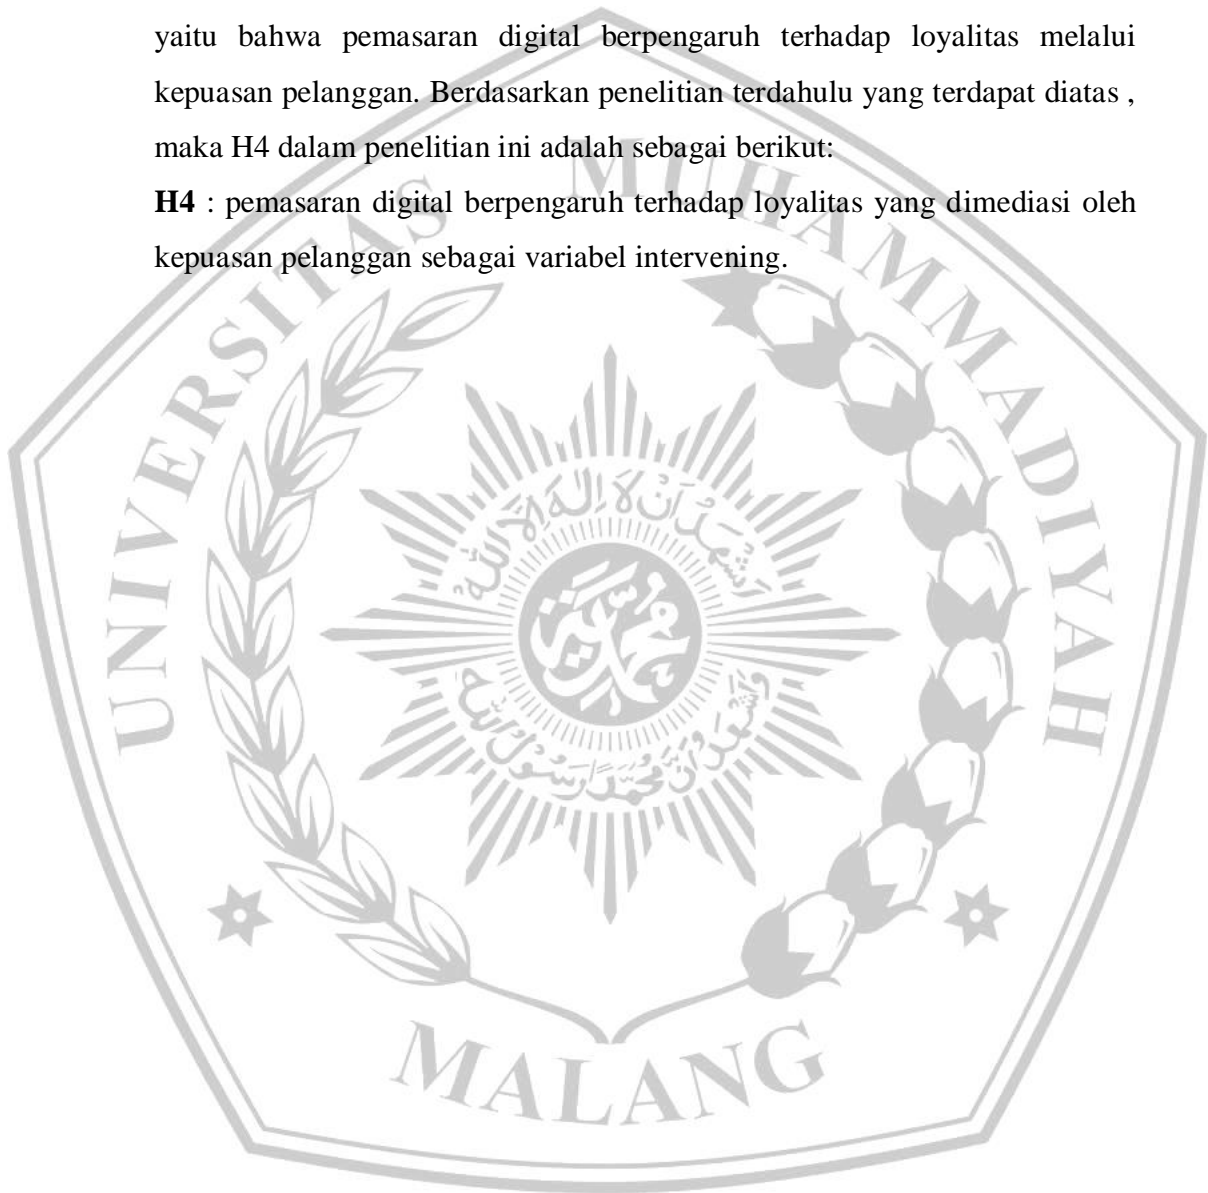 yaitu bahwa pemasaran digital berpengaruh terhadap loyalitas melalui
kepuasan pelanggan. Berdasarkan penelitian terdahulu yang terdapat diatas ,
maka H4 dalam penelitian ini adalah sebagai berikut:
H4 : pemasaran digital berpengaruh terhadap loyalitas yang dimediasi oleh
kepuasan pelanggan sebagai variabel intervening.
UNIVERSITAS MUHAMMADIYAH
MALANG